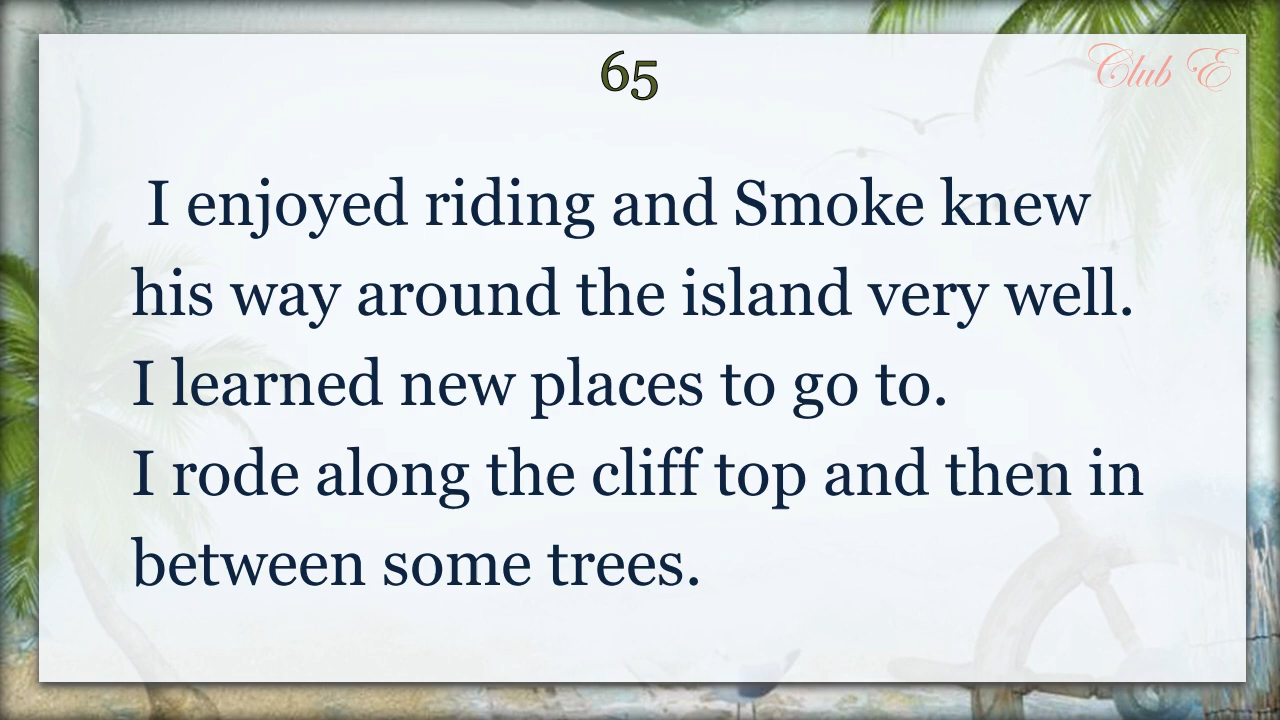 65
Club E
I enjoyed riding and Smoke knew
his way around the island very well.
I learned new places to go to.
I rode along the cliff top and then in
between some trees.